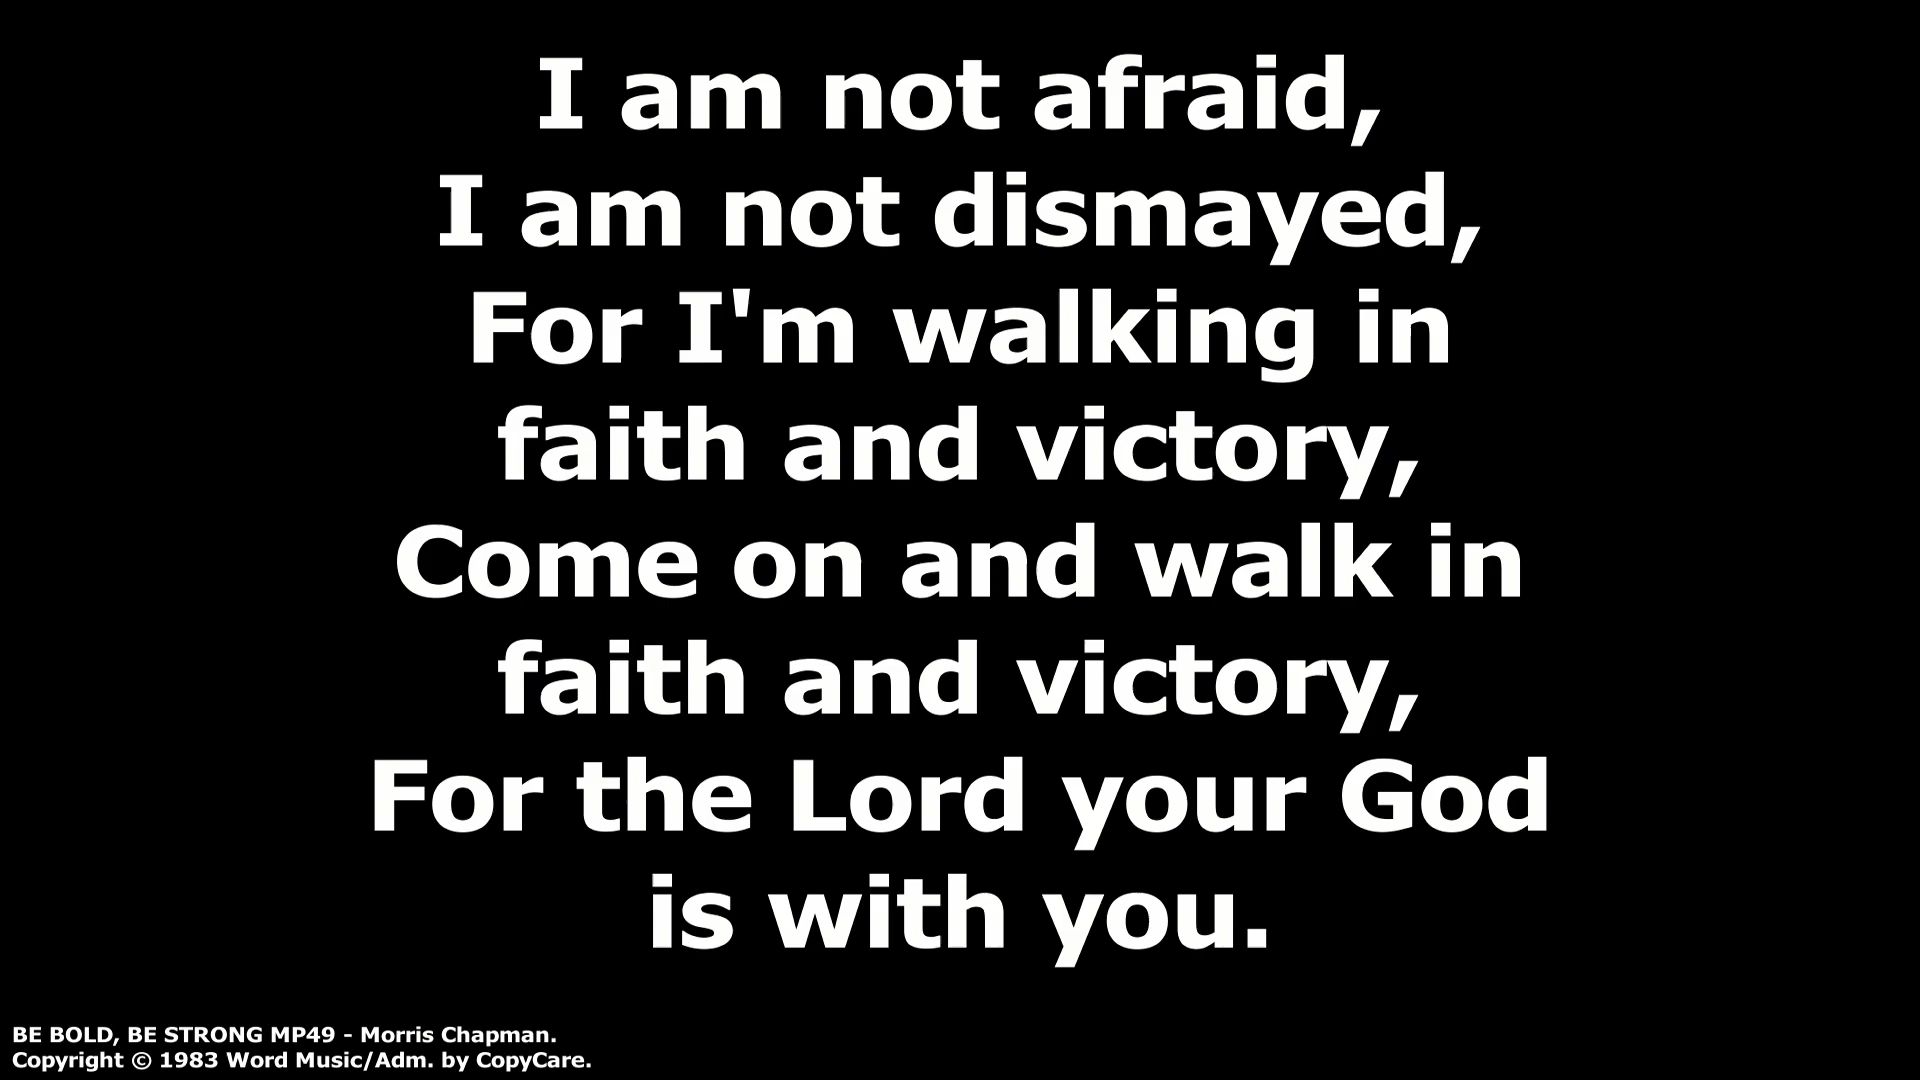 I am not afraid,
I am not dismayed,
For I'm walking in
faith and victory,
Come on and walk in
faith and victory,
For the Lord your God
is with you.
BE BOLD, BE STRONG MP49 - Morris Chapman.
Copyright © 1983 Word Music/Adm. by CopyCare.